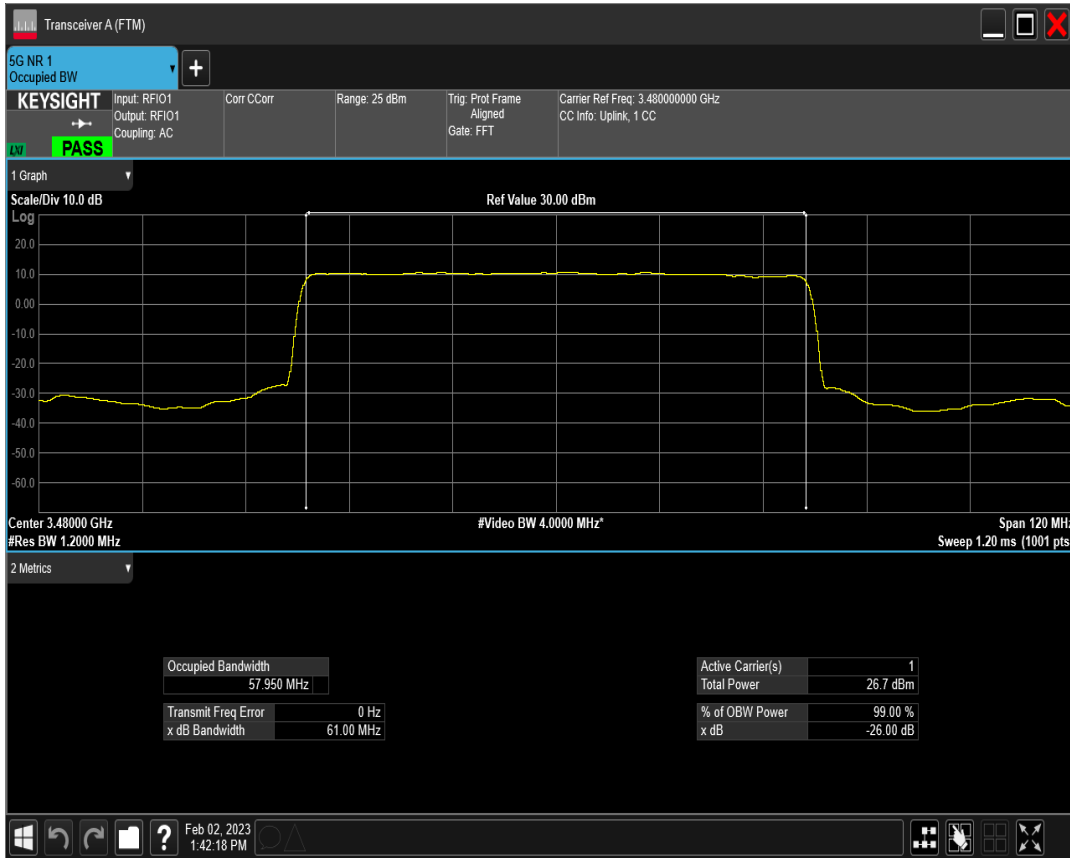 Transceiver A (FTM)
5G NR 1
Occupied BW
+
KEYSIGHT
LXI
PASS
Input: RFIO1
Output: RFIO1
Coupling: AC
Corr CCorr
Range: 25 dBm
Trig: Prot Frame
Aligned
Gate: FFT
Carrier Ref Freq: 3.480000000 GHz
CC Info: Uplink, 1 CC
1 Graph
Scale/Div 10.0 dB
Ref Value 30.00 dBm
Log
20.0
10.0
0.00
-10.0
-20.0
-30.0
-40.0
-50.0
-60.0
Center 3.48000 GHz
#Video BW 4.0000 MHz*
Span 120 MHz
#Res BW 1.2000 MHz
Sweep 1.20 ms (1001 pts
2 Metrics
Occupied Bandwidth
57.950 MHz
Transmit Freq Error 0 Hz
x dB Bandwidth 61.00 MHz
Active Carrier(s) 1
Total Power 26.7 dBm
% of OBW Power 99.00 %
x dB -26.00 dB
?
Feb 02, 2023
1:42:18 PM